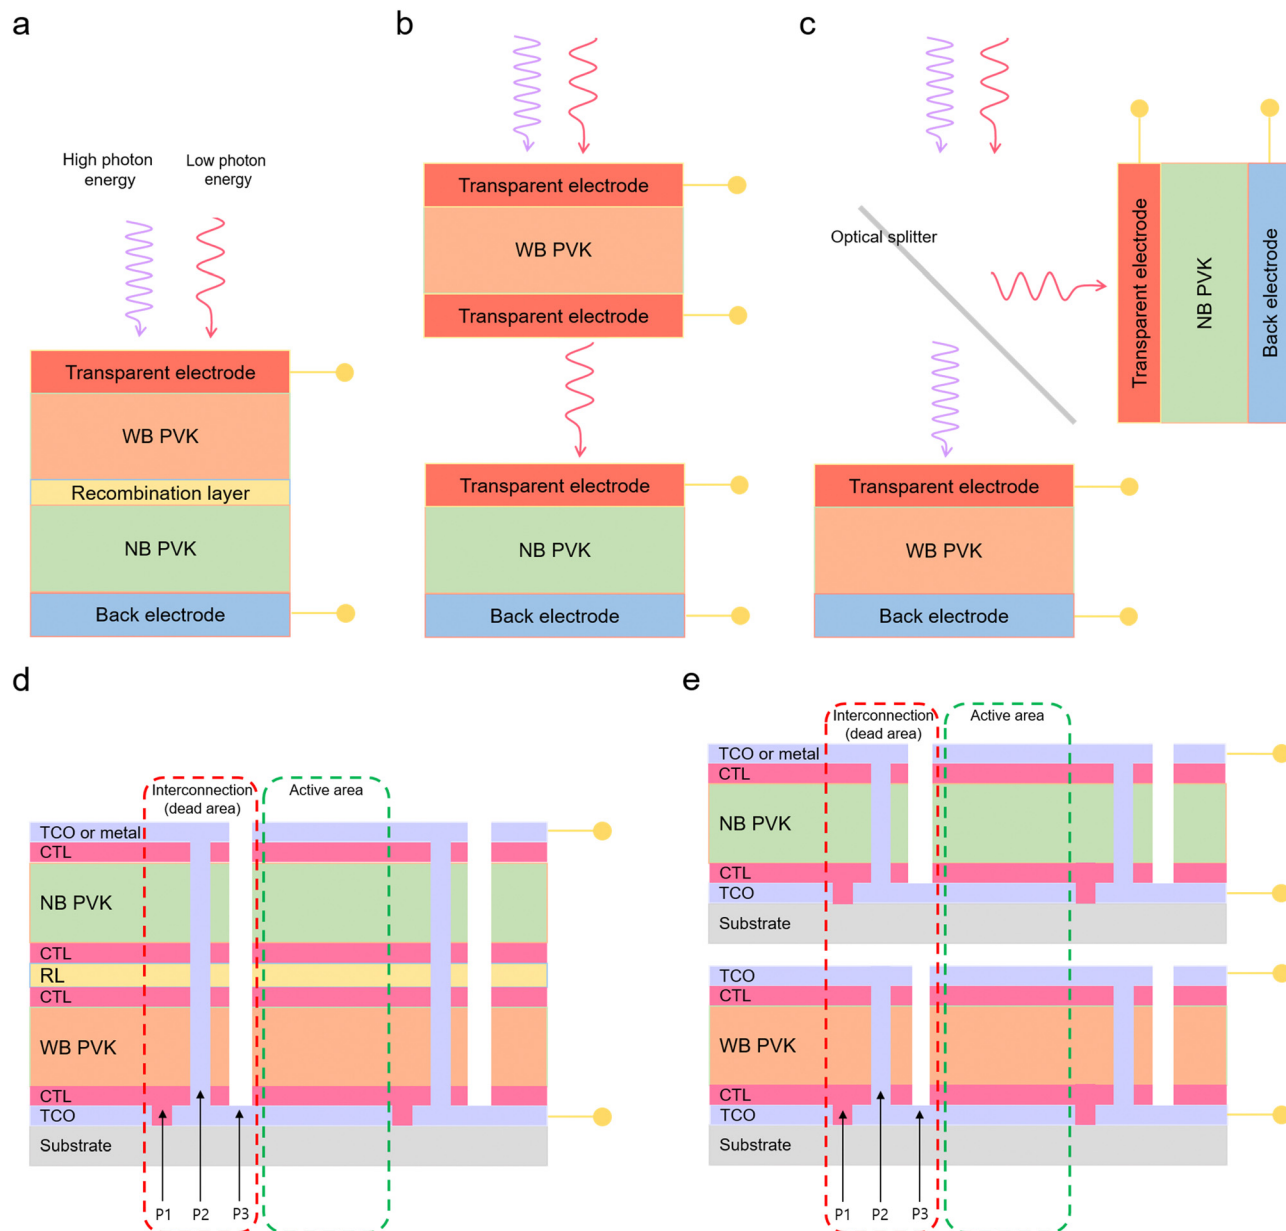 a
High photon
energy
Low photon
energy
Transparent electrode
WB PVK
Recombination layer
NB PVK
Back electrode
b
Transparent electrode
WB PVK
Transparent electrode
Transparent electrode
NB PVK
Back electrode
c
Optical splitter
Transparent electrode
NB PVK
Back electrode
Transparent electrode
WB PVK
Back electrode
d
Interconnection
(dead area)
Active area
TCO or metal
CTL
NB PVK
CTL
RL
CTL
WB PVK
CTL
TCO
Substrate
P1 P2 P3
e
Interconnection
(dead area)
Active area
TCO or metal
CTL
NB PVK
CTL
TCO
Substrate
TCO
CTL
WB PVK
CTL
TCO
Substrate
P1 P2 P3